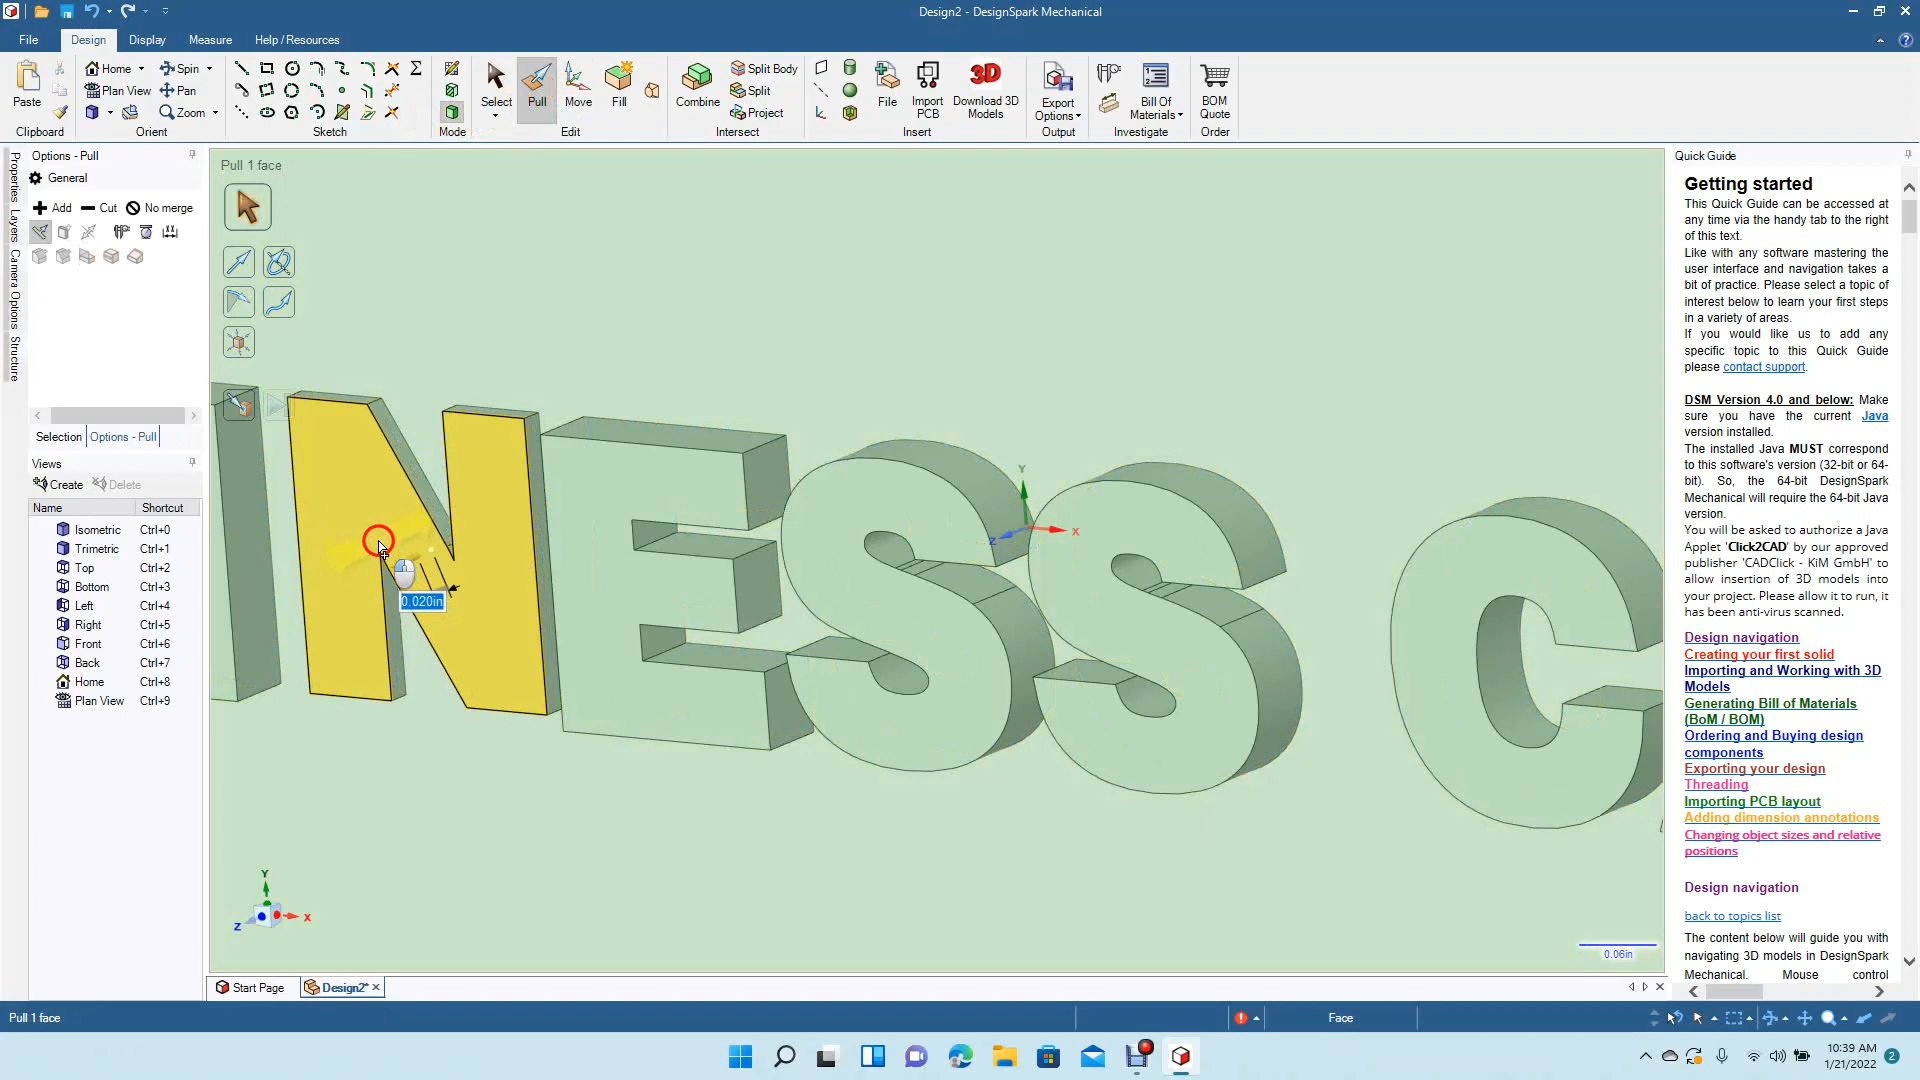 Design2 - DesignSpark Mechanical
File
Design
Display
Measure
Help / Resources
Paste
Home
Plan View
Spin
Pan
Zoom
Select
Pull
Move
Fill
Combine
Split Body
Split
Project
File
Import PCB
3D
Download 3D Models
Export Options
Bill Of Materials
BOM Quote
Clipboard
Orient
Sketch
Mode
Edit
Intersect
Insert
Output
Investigate
Order
Properties
Layers
Camera Options
Structure
Options - Pull
General
Add
Cut
No merge
Selection
Options - Pull
Views
Create
Delete
Name Shortcut
Isometric Ctrl+0
Trimetric Ctrl+1
Top Ctrl+2
Bottom Ctrl+3
Left Ctrl+4
Right Ctrl+5
Front Ctrl+6
Back Ctrl+7
Home Ctrl+8
Plan View Ctrl+9
Pull 1 face
NESS C
0.020in
Y
X
Z
Y
X
Z
0.06in
Quick Guide
Getting started
This Quick Guide can be accessed at
any time via the handy tab to the right
of this text.
Like with any software mastering the
user interface and navigation takes a
bit of practice. Please select a topic of
interest below to learn your first steps
in a variety of areas.
If you would like us to add any
specific topic to this Quick Guide
please contact support.
DSM Version 4.0 and below: Make
sure you have the current Java
version installed.
The installed Java MUST correspond
to this software's version (32-bit or 64-
bit). So, the 64-bit DesignSpark
Mechanical will require the 64-bit Java
version.
You will be asked to authorize a Java
Applet 'Click2CAD' by our approved
publisher 'CADClick - KiM GmbH' to
allow insertion of 3D models into
your project. Please allow it to run, it
has been anti-virus scanned.
Design navigation
Creating your first solid
Importing and Working with 3D
Models
Generating Bill of Materials
(BoM / BOM)
Ordering and Buying design
components
Exporting your design
Threading
Importing PCB layout
Adding dimension annotations
Changing object sizes and relative
positions
Design navigation
back to topics list
The content below will guide you with
navigating 3D models in DesignSpark
Mechanical. Mouse control
Start Page
Design2*
Pull 1 face
Face
10:39 AM
1/21/2022
2